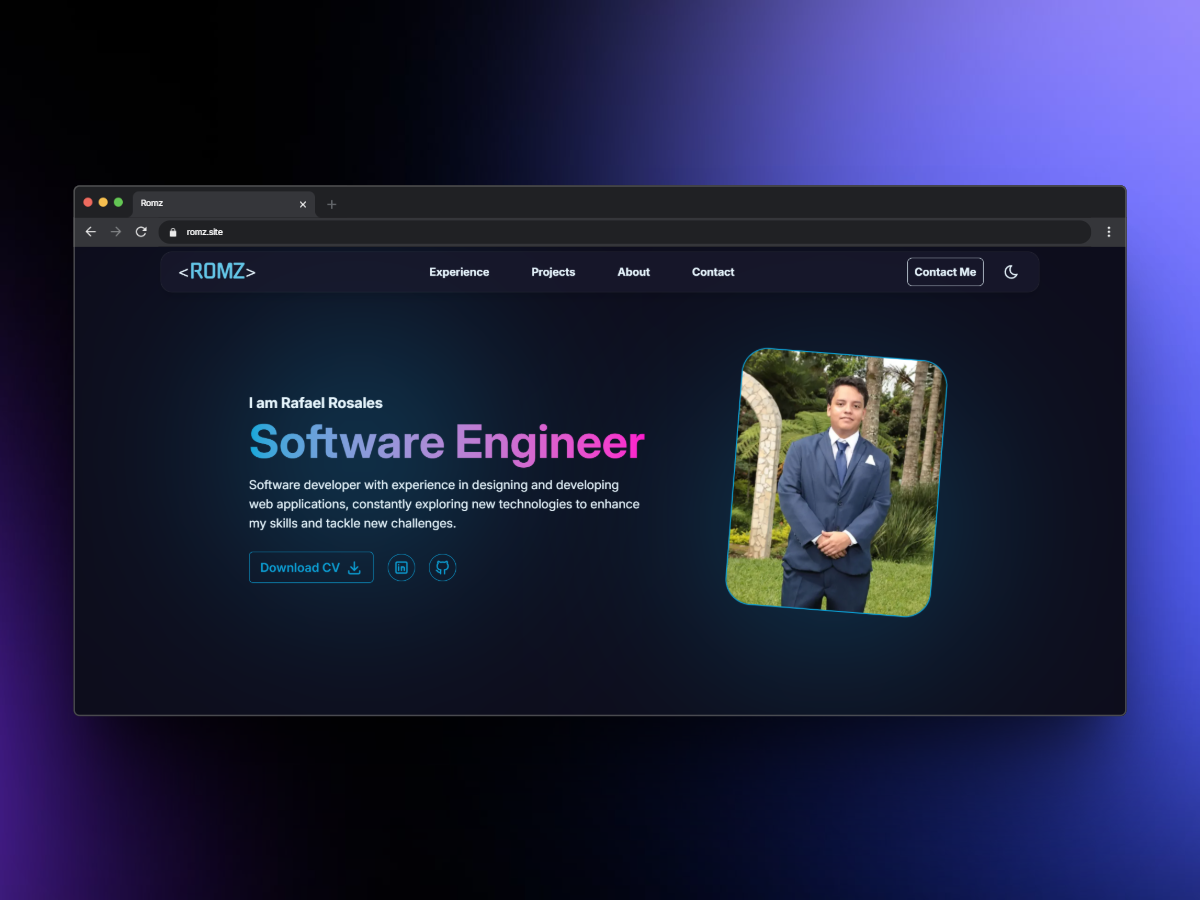 Romz
romz.site
<ROMZ>
Experience Projects About Contact Contact Me
I am Rafael Rosales
Software Engineer
Software developer with experience in designing and developing
web applications, constantly exploring new technologies to enhance
my skills and tackle new challenges.
Download CV
in